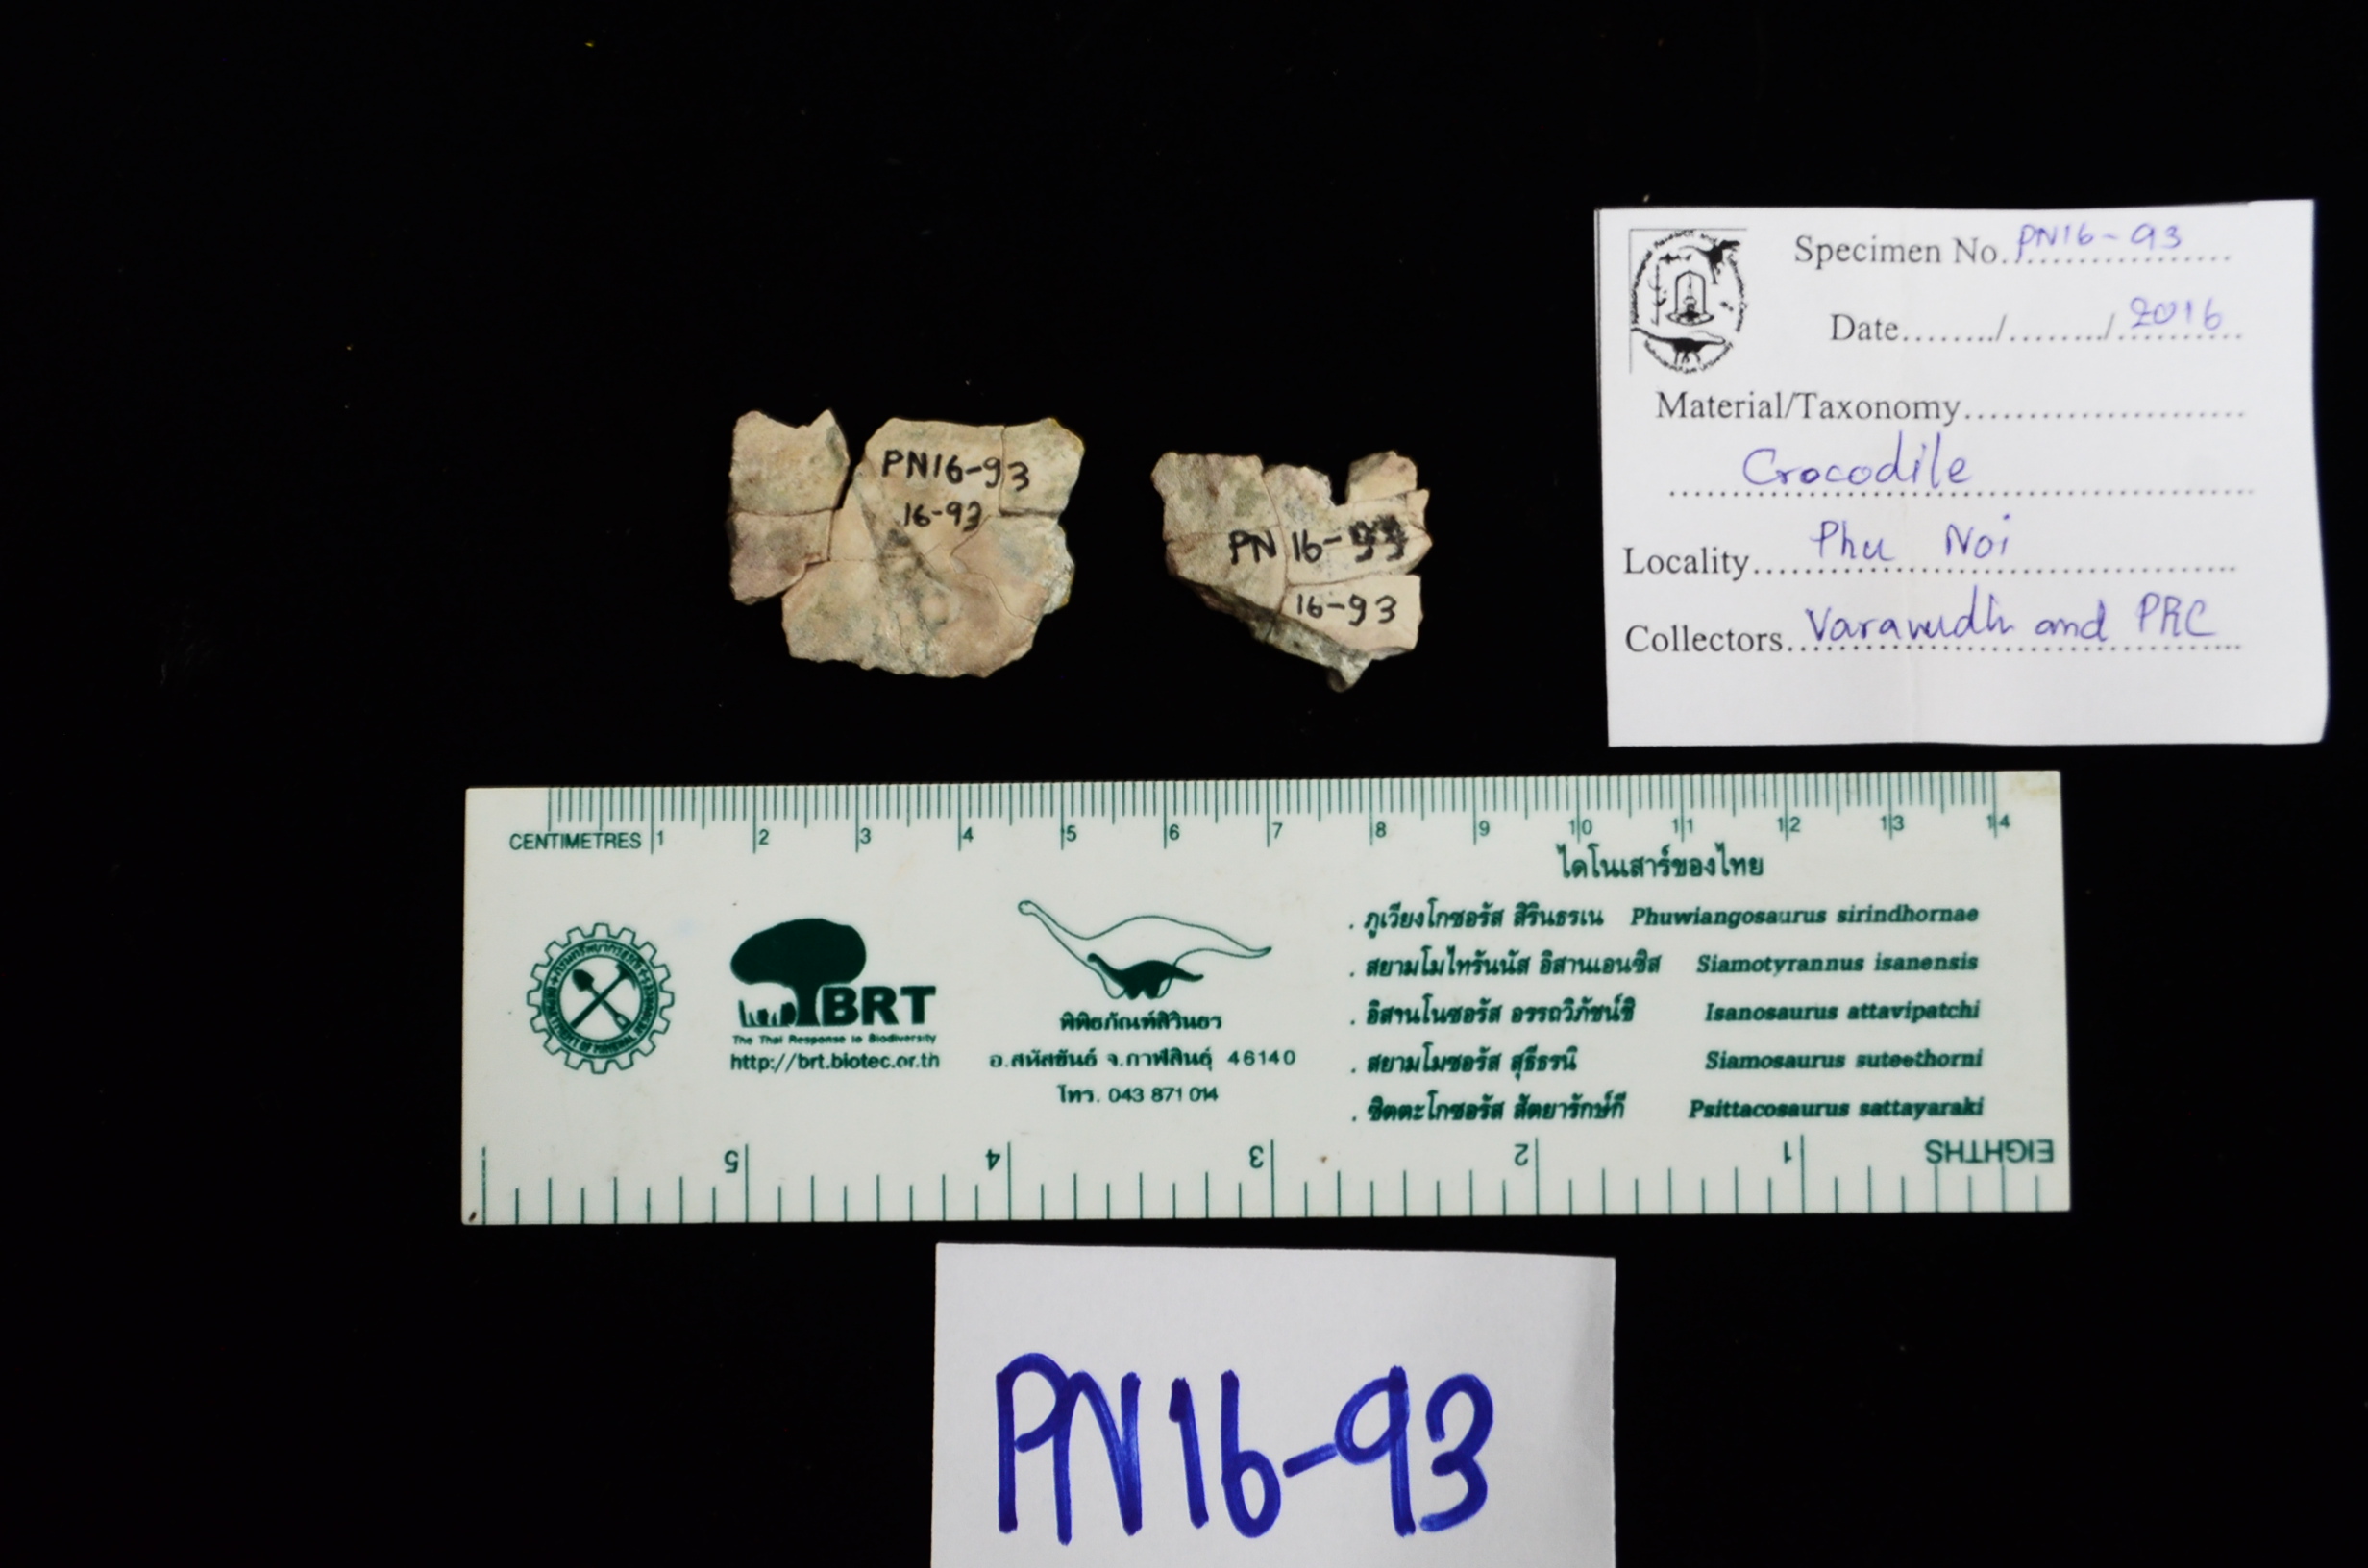 PN16-93
16-93
PN 16-
16-93
Specimen No. PN16-93
Date......../......../ 2016
Material/Taxonomy
Crocodile
Locality Phu Noi
Collectors Varavudh and PRC
CENTIMETRES 1 2 3 4 5 6 7 8 9 10 11 12 13 14
ไดโนเสาร์ของไทย
. ภูเวียงโกซอรัส สิรินธรเน Phuwiangosaurus sirindhornae
. สยามโมไทรันนัส อิสานเอนซิส Siamotyrannus isanensis
. อิสานโนซอรัส อรรถวิภัชน์ชิ Isanosaurus attavipatchi
. สยามโมซอรัส สุธีธรนิ Siamosaurus suteethorni
. ซิตตะโกซอรัส สัตยารักษ์กี Psittacosaurus sattayaraki
BRT
The Thai Response to Biodiversity
http://brt.biotec.or.th
พิพิธภัณฑ์สิรินธร
อ.สหัสขันธ์ จ.กาฬสินธุ์ 46140
โทร. 043 871 014
5 4 3 2 1 EIGHTHS
PN16-93